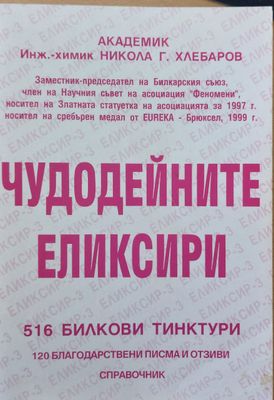 АКАДЕМИК
Инж.-химик НИКОЛА Г. ХЛЕБАРОВ
Заместник-председател на Билкарския съюз,
член на Научния съвет на асоциация "Феномени",
носител на Златната статуетка на асоциацията за 1997 г.
носител на сребърен медал от EUREKA - Брюксел, 1999 г.
ЧУДОДЕЙНИТЕ
ЕЛИКСИРИ
516 БИЛКОВИ ТИНКТУРИ
120 БЛАГОДАРСТВЕНИ ПИСМА И ОТЗИВИ
СПРАВОЧНИК
ЕЛИКСИР-3